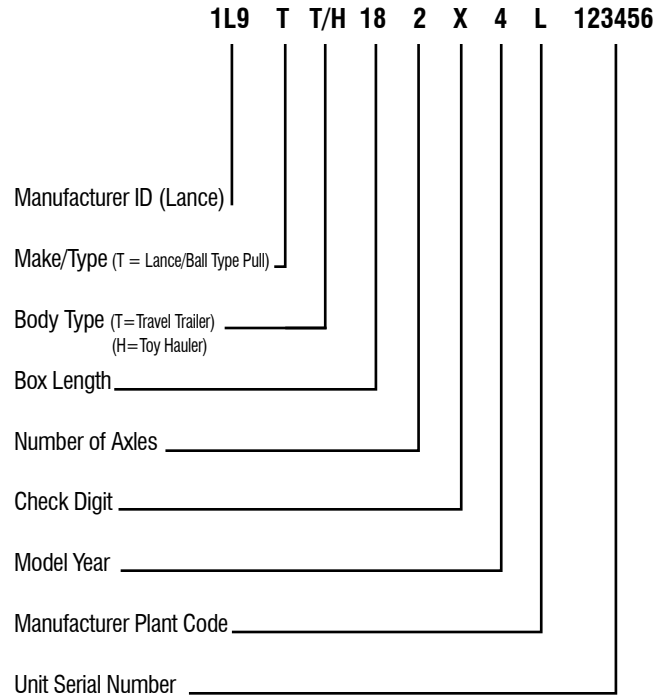 1L9 T T/H 18 2 X 4 L 123456
Manufacturer ID (Lance)
Make/Type (T = Lance/Ball Type Pull)
Body Type (T=Travel Trailer)
(H=Toy Hauler)
Box Length
Number of Axles
Check Digit
Model Year
Manufacturer Plant Code
Unit Serial Number